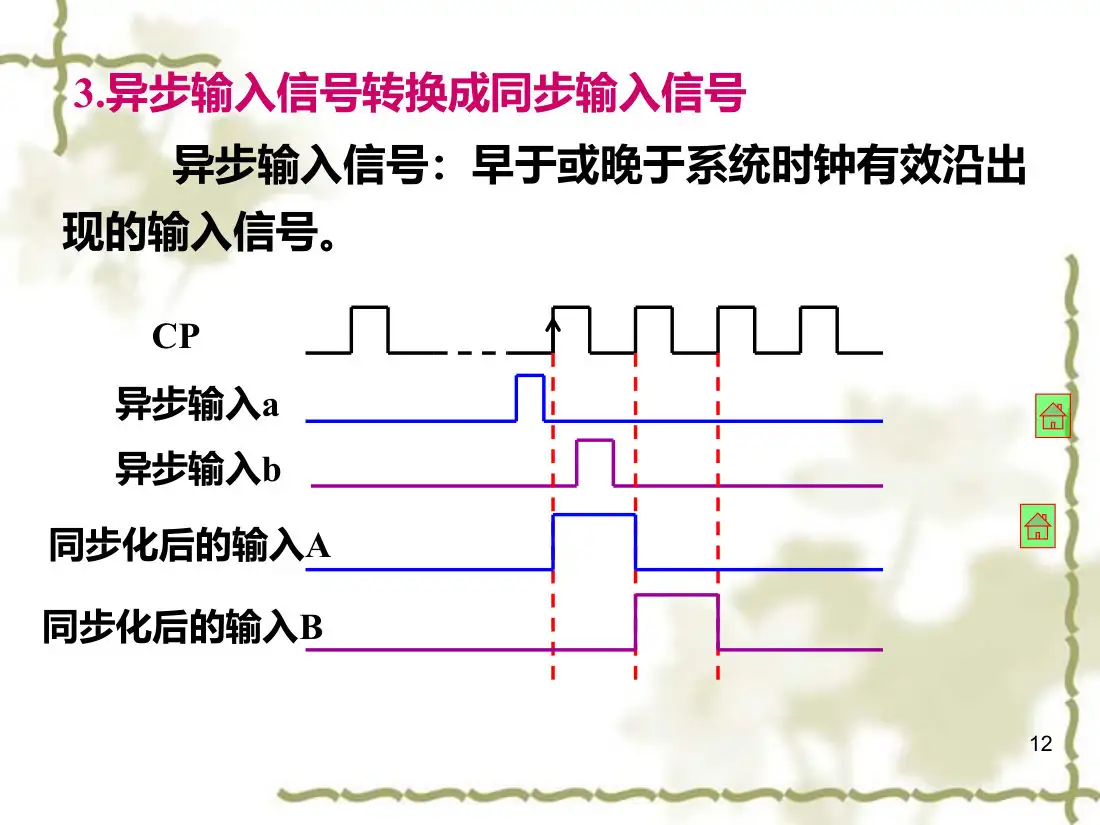 3.异步输入信号转换成同步输入信号
异步输入信号：早于或晚于系统时钟有效沿出
现的输入信号。
CP
异步输入a
异步输入b
同步化后的输入A
同步化后的输入B
12